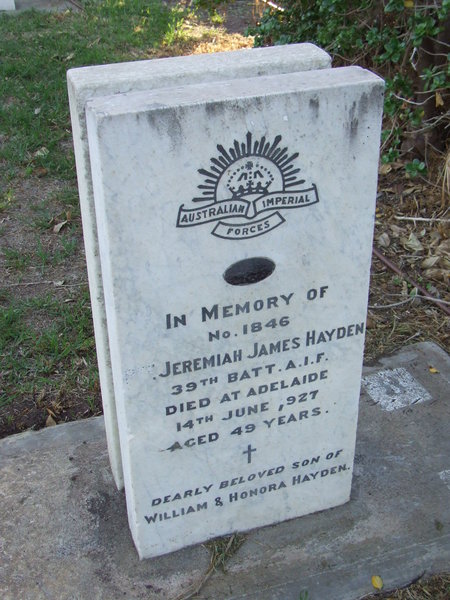 AUSTRALIAN IMPERIAL
FORCES
IN MEMORY OF
No. 1846
JEREMIAH JAMES HAYDEN
39TH BATT. A.I.F.
DIED AT ADELAIDE
14TH JUNE, 1927
AGED 49 YEARS.
DEARLY BELOVED SON OF
WILLIAM & HONORA HAYDEN.